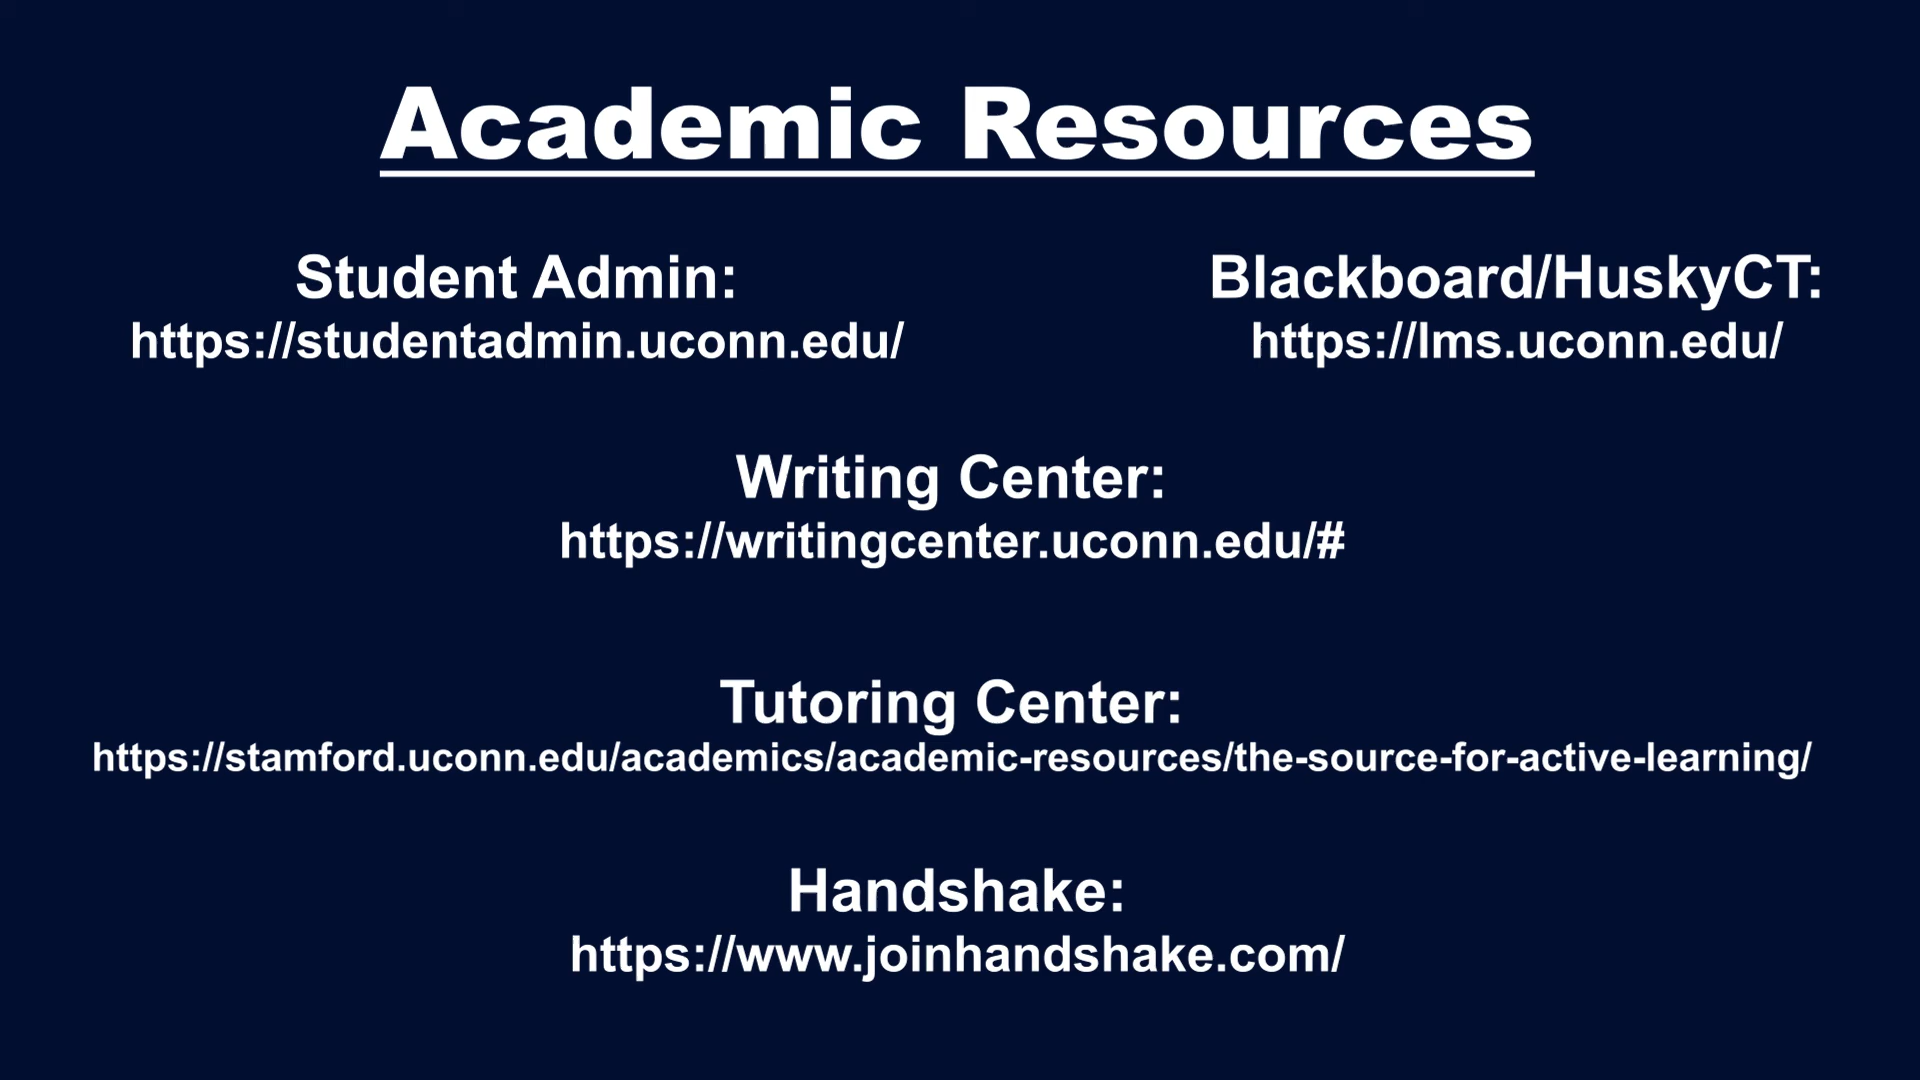 Academic Resources
Student Admin:
https://studentadmin.uconn.edu/
Blackboard/HuskyCT:
https://lms.uconn.edu/
Writing Center:
https://writingcenter.uconn.edu/#
Tutoring Center:
https://stamford.uconn.edu/academics/academic-resources/the-source-for-active-learning/
Handshake:
https://www.joinhandshake.com/